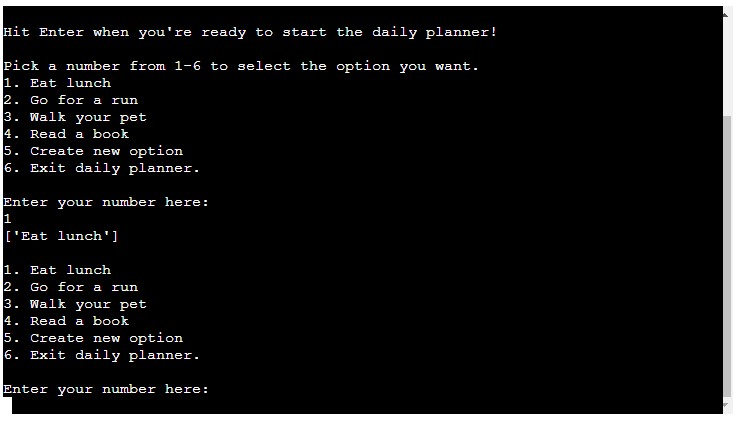 Hit Enter when you're ready to start the daily planner!
Pick a number from 1-6 to select the option you want.
1. Eat lunch
2. Go for a run
3. Walk your pet
4. Read a book
5. Create new option
6. Exit daily planner.
Enter your number here:
1
['Eat lunch']
1. Eat lunch
2. Go for a run
3. Walk your pet
4. Read a book
5. Create new option
6. Exit daily planner.
Enter your number here: